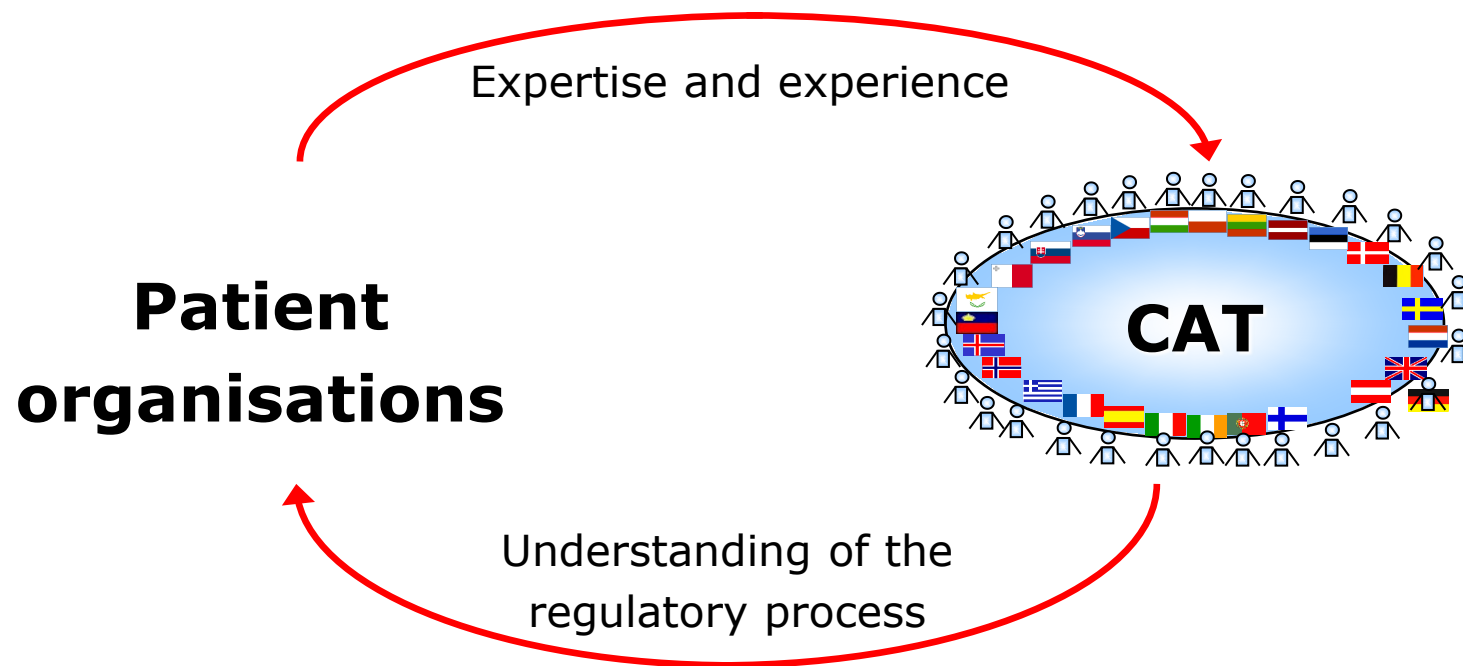 Expertise and experience
Patient
organisations
CAT
Understanding of the
regulatory process